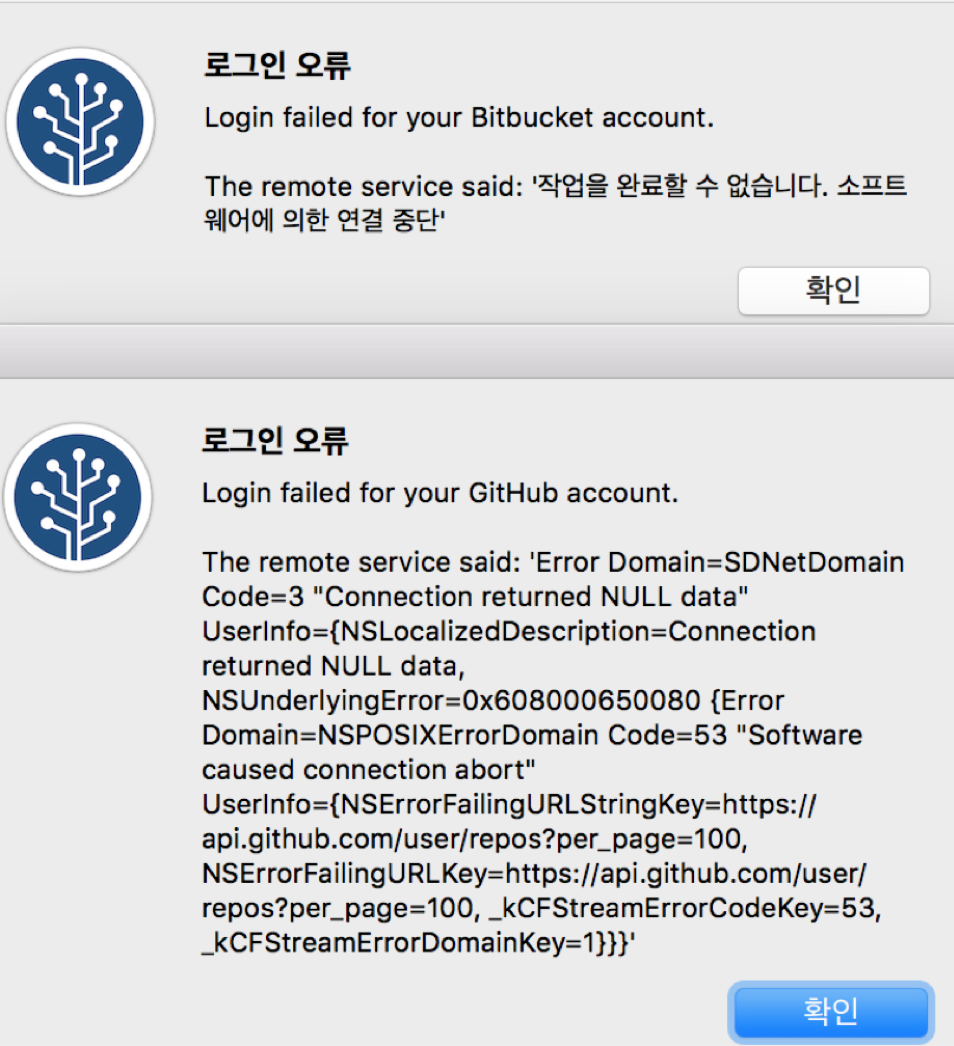 로그인 오류
Login failed for your Bitbucket account.
The remote service said: '작업을 완료할 수 없습니다. 소프트
웨어에 의한 연결 중단'
확인
로그인 오류
Login failed for your GitHub account.
The remote service said: 'Error Domain=SDNetDomain
Code=3 "Connection returned NULL data"
UserInfo={NSLocalizedDescription=Connection
returned NULL data,
NSUnderlyingError=0x608000650080 {Error
Domain=NSPOSIXErrorDomain Code=53 "Software
caused connection abort"
UserInfo={NSErrorFailingURLStringKey=https://
api.github.com/user/repos?per_page=100,
NSErrorFailingURLKey=https://api.github.com/user/
repos?per_page=100, _kCFStreamErrorCodeKey=53,
_kCFStreamErrorDomainKey=1}}}'
확인